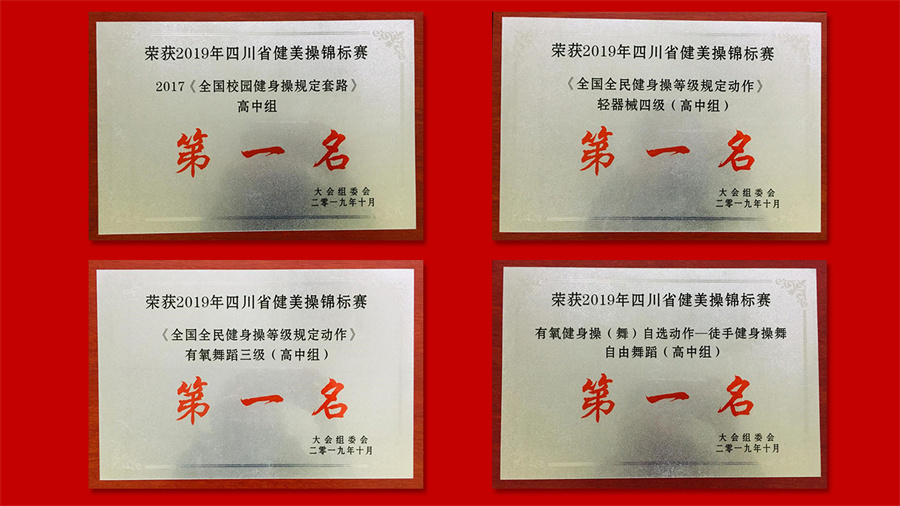 荣获2019年四川省健美操锦标赛
2017《全国校园健身操规定套路》
高中组
第一名
大会组委会
二零一九年十月
荣获2019年四川省健美操锦标赛
《全国全民健身操等级规定动作》
轻器械四级（高中组）
第一名
大会组委会
二零一九年十月
荣获2019年四川省健美操锦标赛
《全国全民健身操等级规定动作》
有氧舞蹈三级（高中组）
第一名
大会组委会
二零一九年十月
荣获2019年四川省健美操锦标赛
有氧健身操（舞）自选动作—徒手健身操舞
自由舞蹈（高中组）
第一名
大会组委会
二零一九年十月